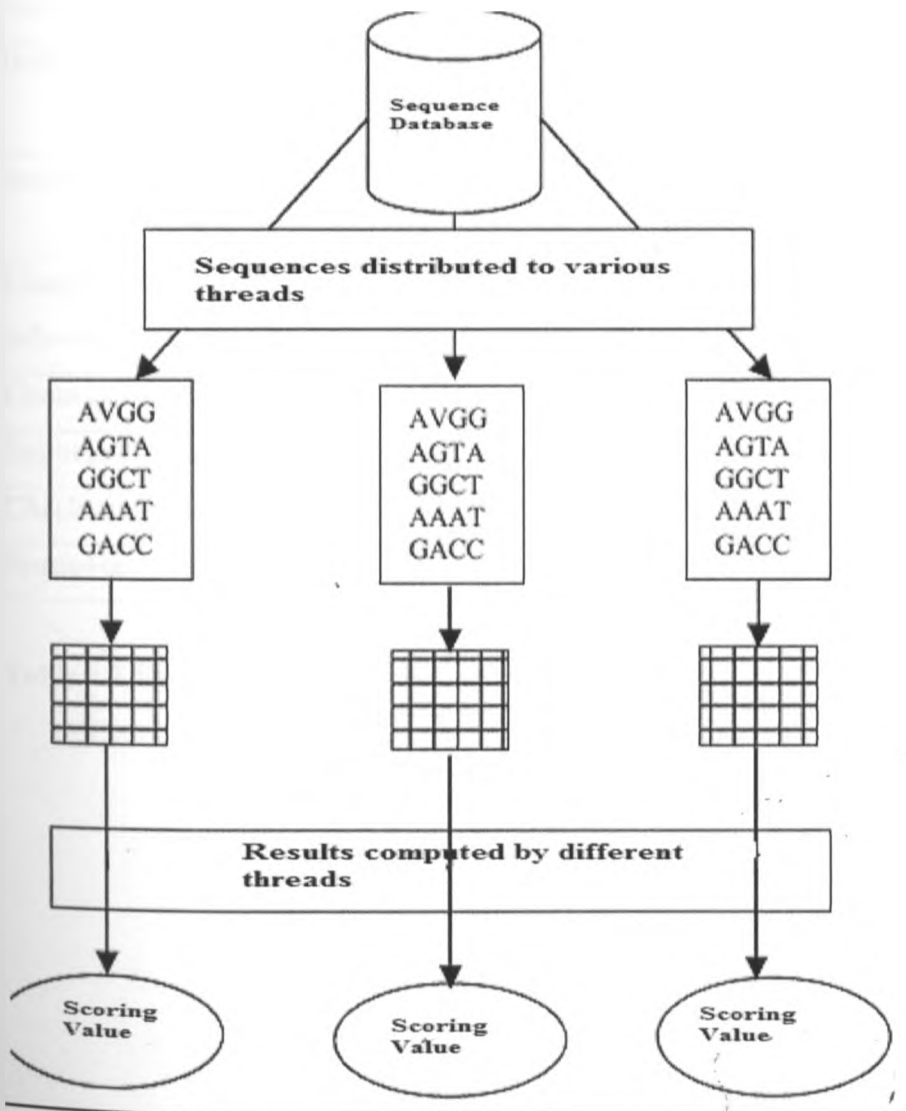 Sequence
Database
Sequences distributed to various
threads
AVGG
AGTA
GGCT
AAAT
GACC
AVGG
AGTA
GGCT
AAAT
GACC
AVGG
AGTA
GGCT
AAAT
GACC
Results computed by different
threads
Scoring
Value
Scoring
Value
Scoring
Value